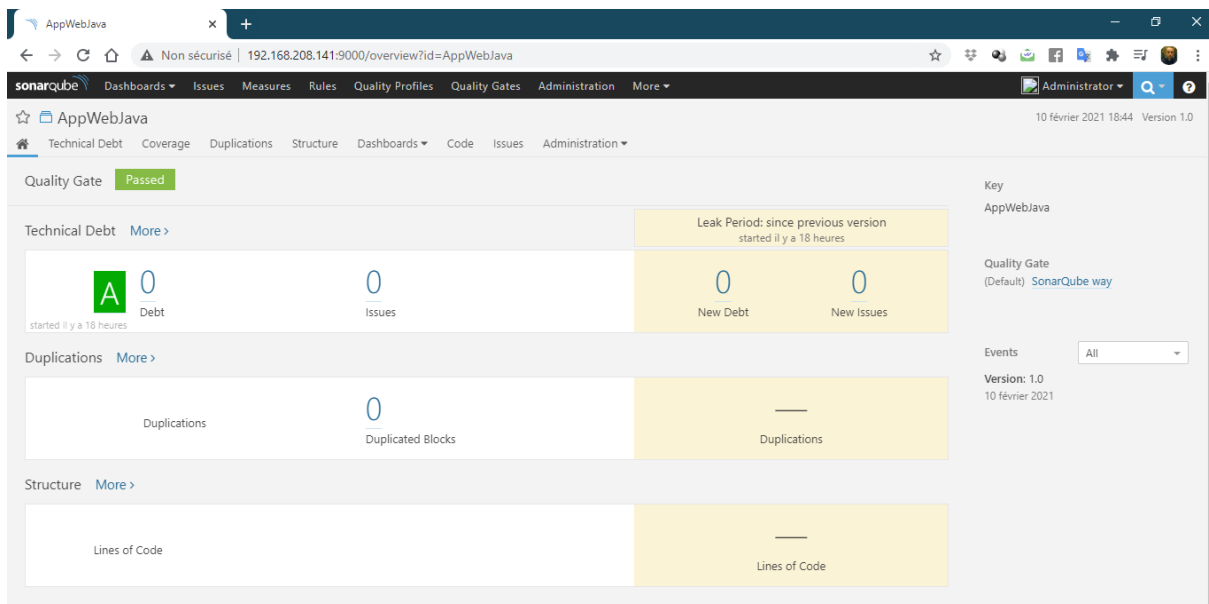 AppWebJava
Non sécurisé 192.168.208.141:9000/overview?id=AppWebJava
sonarqube Dashboards Issues Measures Rules Quality Profiles Quality Gates Administration More Administrator
AppWebJava
10 février 2021 18:44 Version 1.0
Technical Debt Coverage Duplications Structure Dashboards Code Issues Administration
Quality Gate Passed
Key
AppWebJava
Technical Debt More
Leak Period: since previous version
started il y a 18 heures
Quality Gate
(Default) SonarQube way
A 0 0 0 0
Debt Issues New Debt New Issues
started il y a 18 heures
Duplications More
Events All
Version: 1.0
10 février 2021
0 —
Duplications Duplicated Blocks Duplications
Structure More
—
Lines of Code Lines of Code